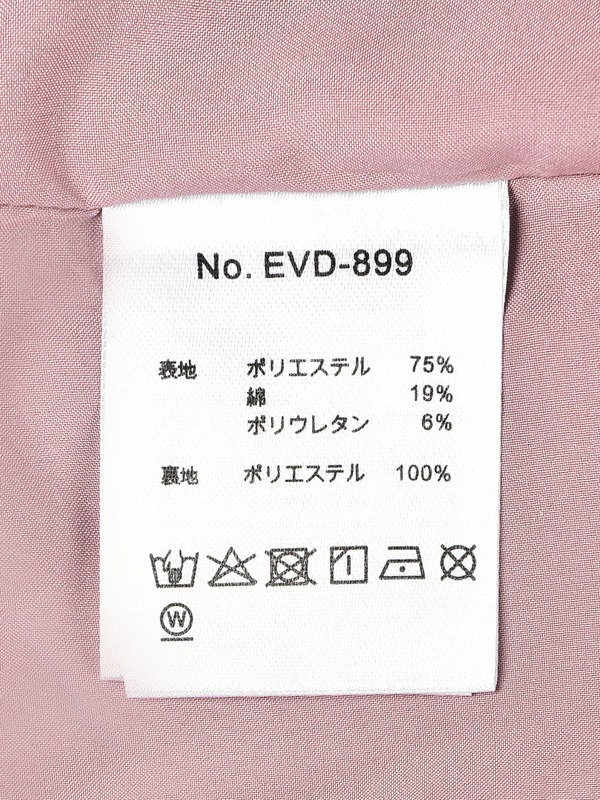 No. EVD-899
表地 ポリエステル 75%
綿 19%
ポリウレタン 6%
裏地 ポリエステル 100%
W